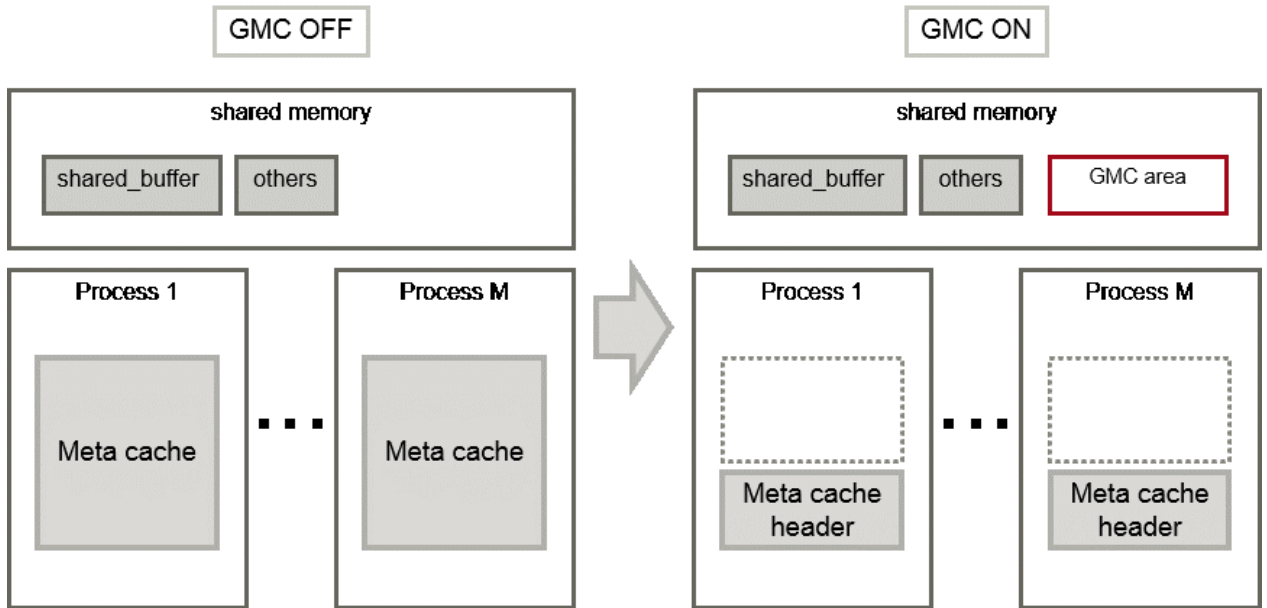 GMC OFF
GMC ON
shared memory
shared_buffer
others
shared memory
shared_buffer
others
GMC area
Process 1
Meta cache
Process M
Meta cache
Process 1
Meta cache
header
Process M
Meta cache
header